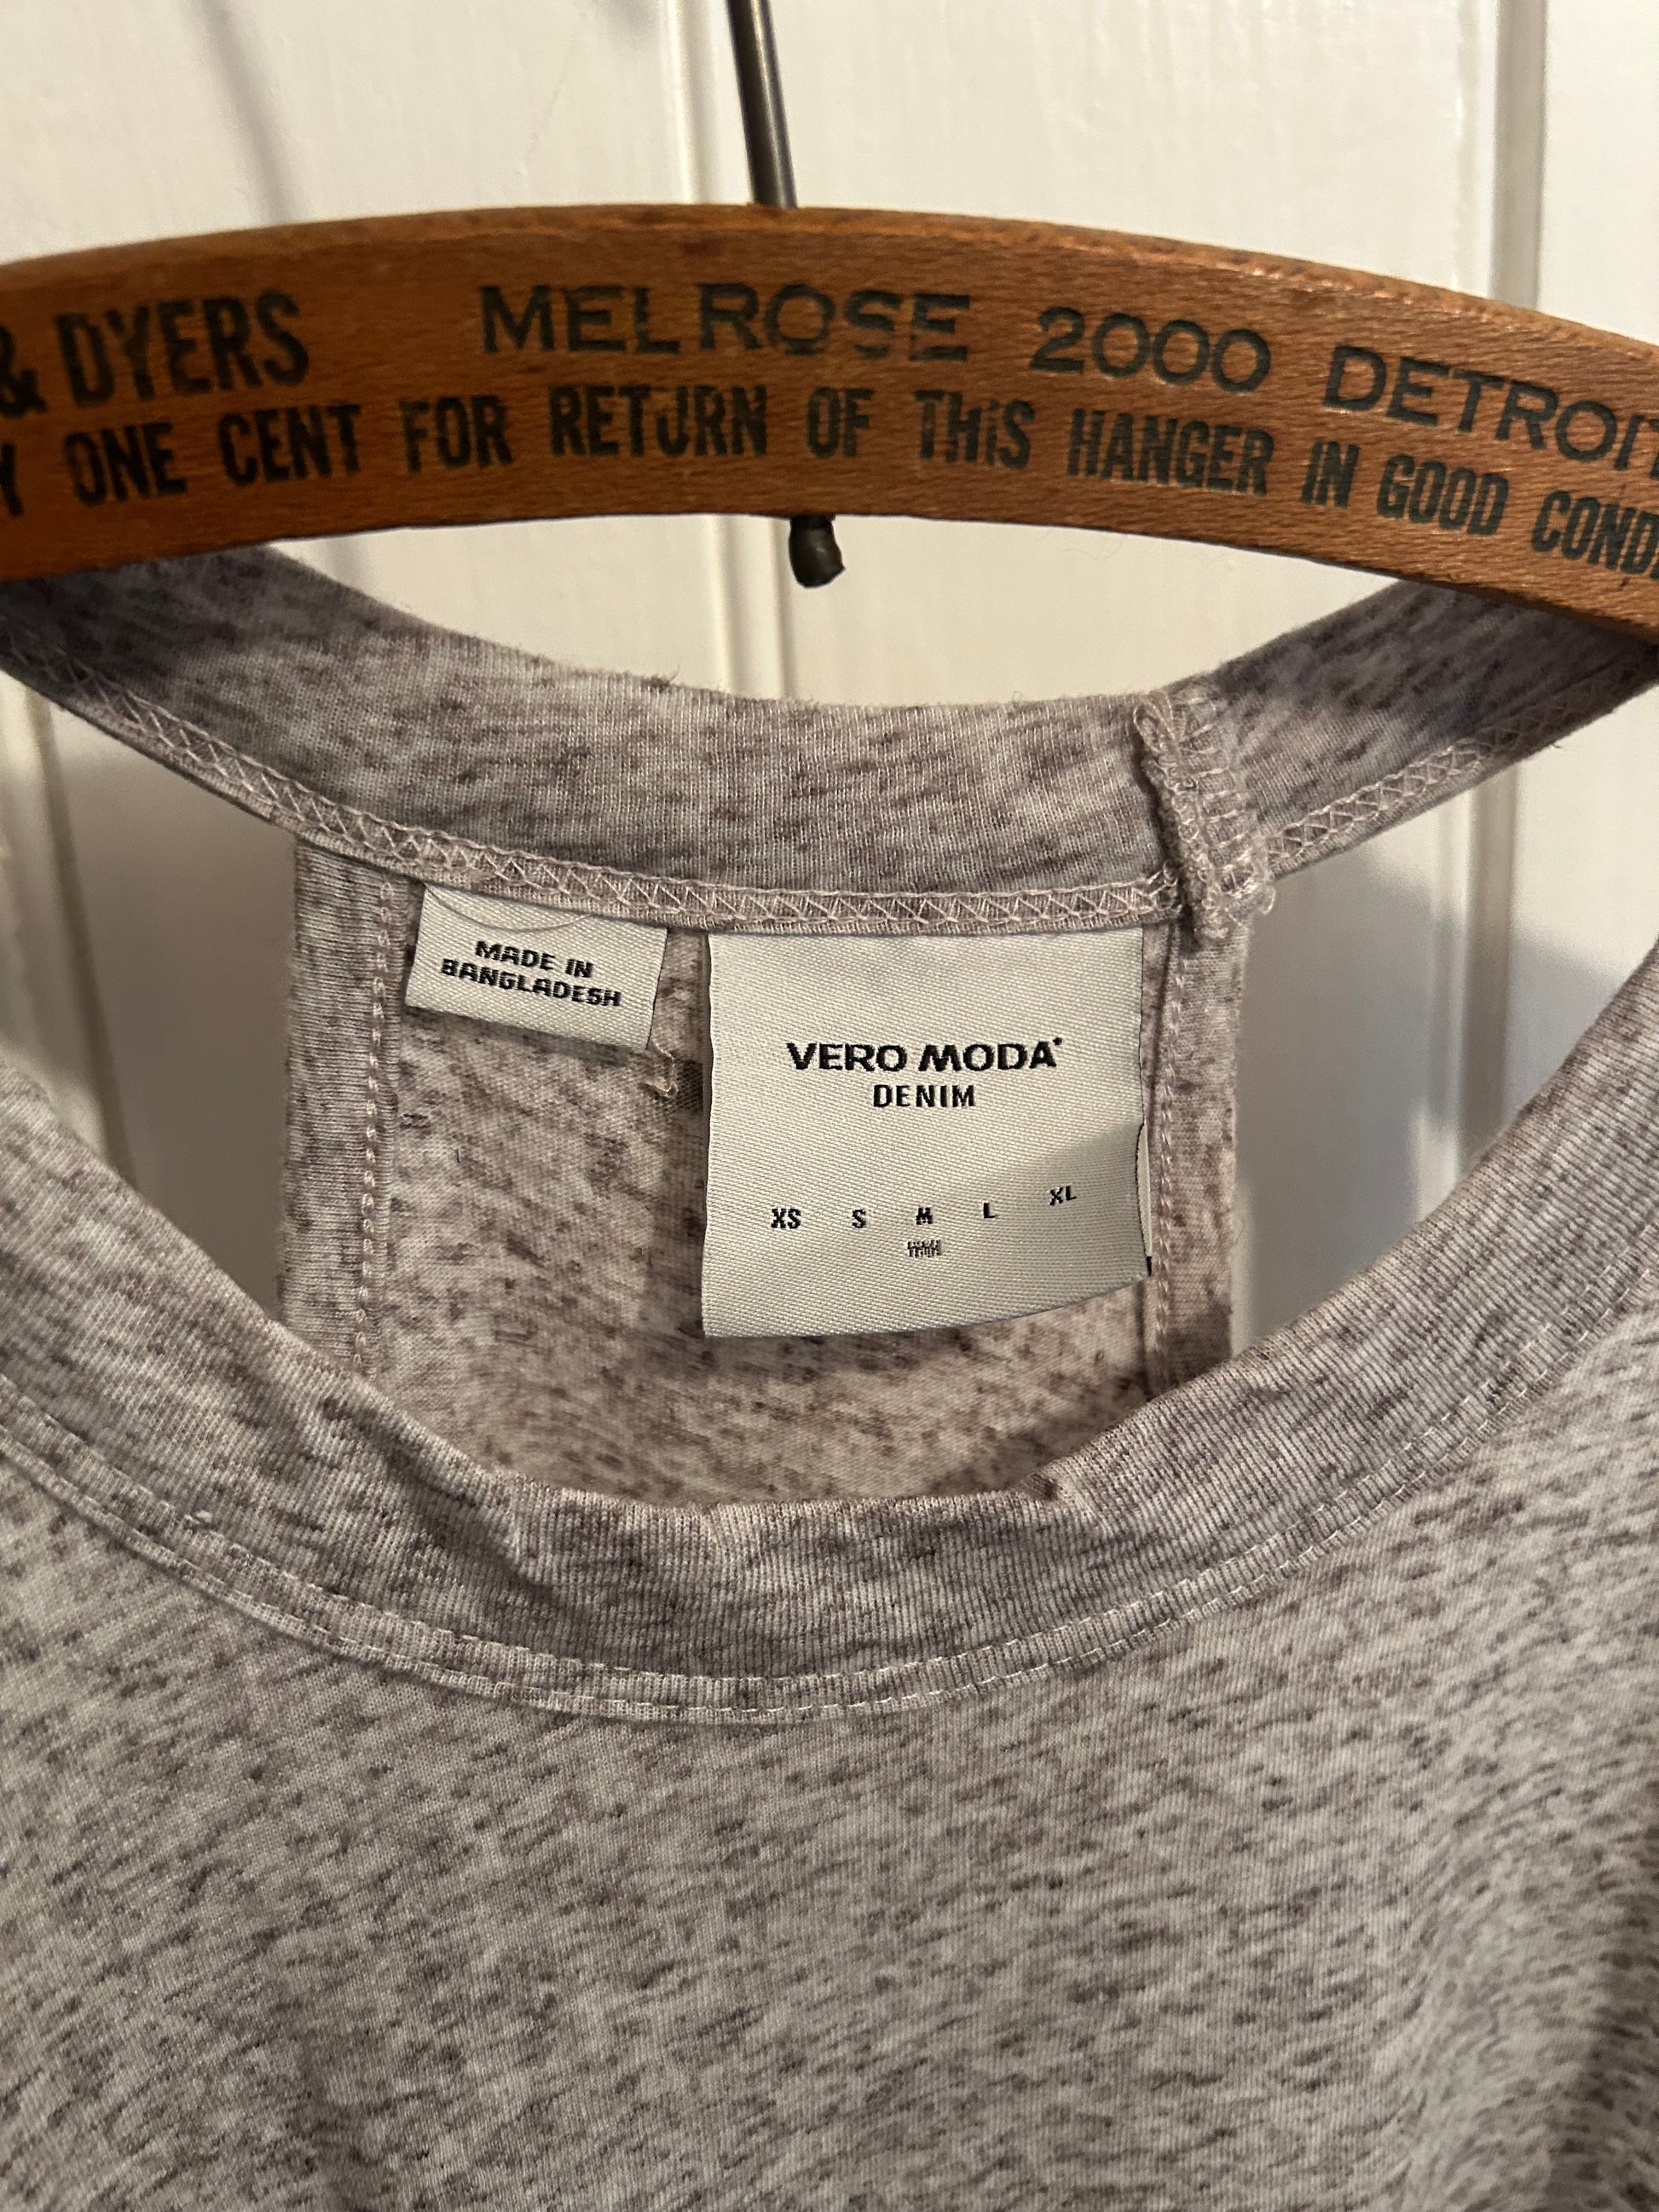 & DYERS MELROSE 2000 DETROIT
Y ONE CENT FOR RETURN OF THIS HANGER IN GOOD COND
MADE IN
BANGLADESH
VERO MODA
DENIM
XS S M L XL